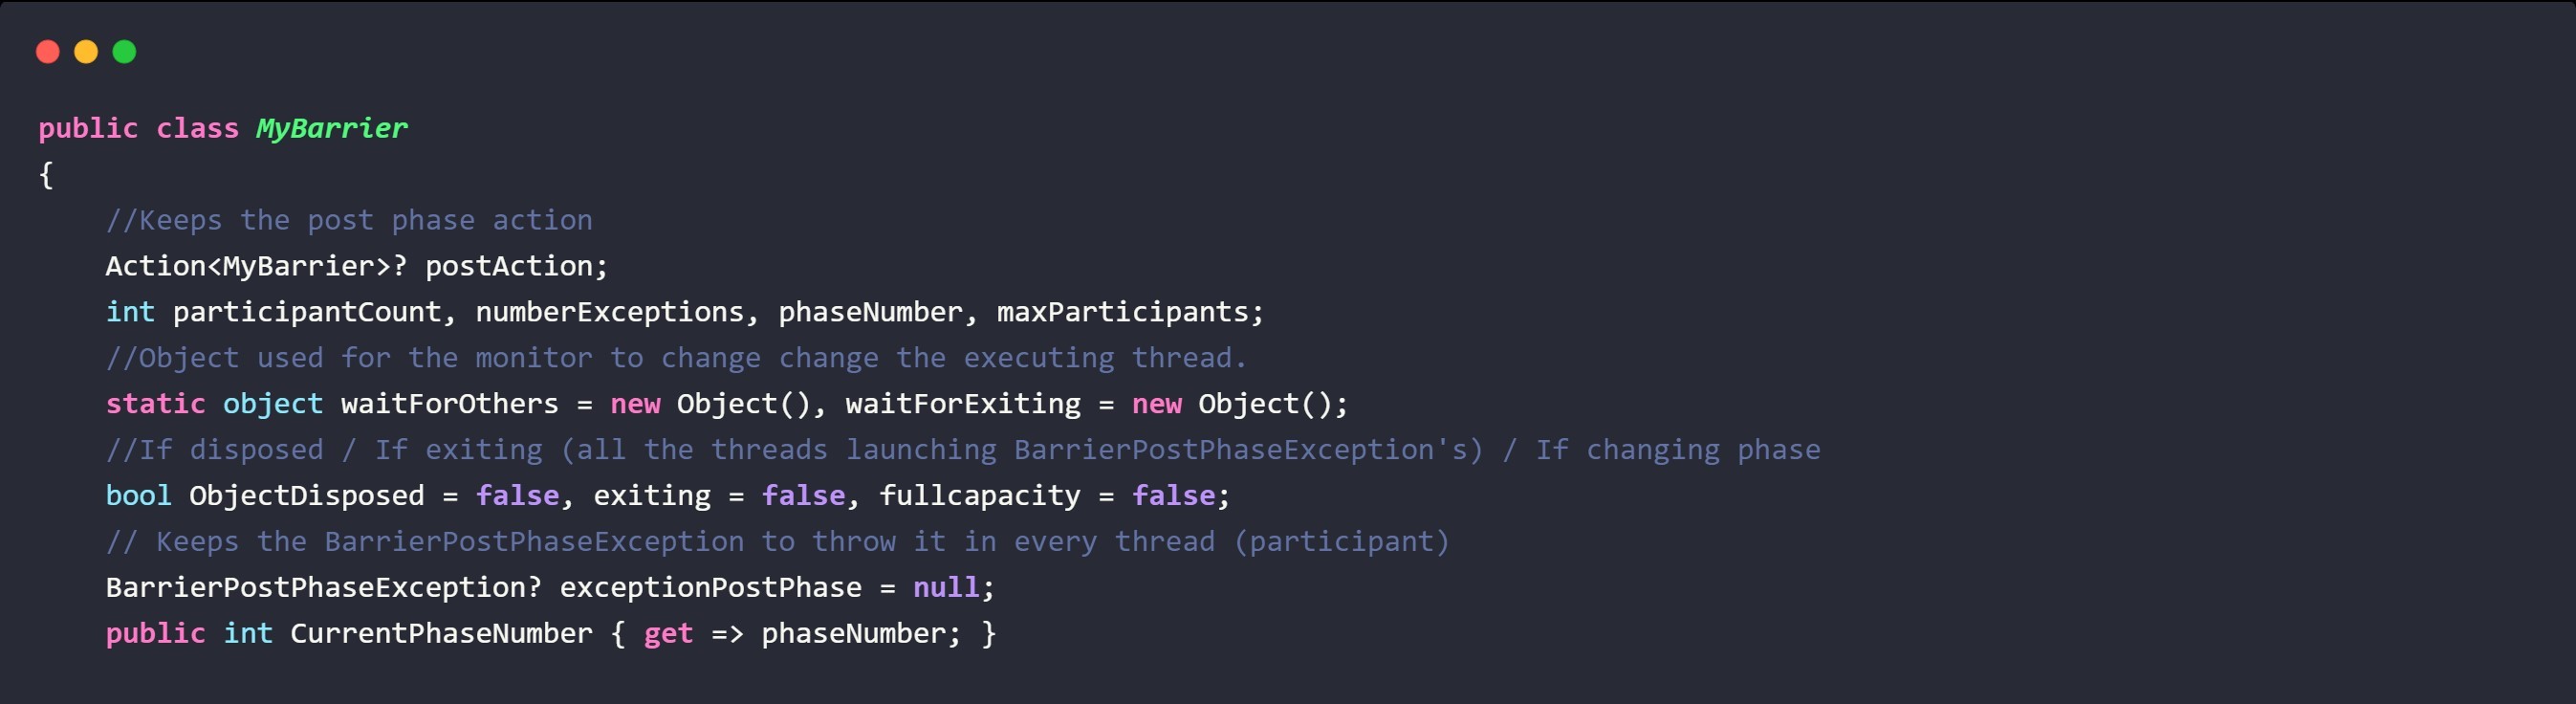 public class MyBarrier
{
//Keeps the post phase action
Action<MyBarrier>? postAction;
int participantCount, numberExceptions, phaseNumber, maxParticipants;
//Object used for the monitor to change change the executing thread.
static object waitForOthers = new Object(), waitForExiting = new Object();
//If disposed / If exiting (all the threads launching BarrierPostPhaseException's) / If changing phase
bool ObjectDisposed = false, exiting = false, fullcapacity = false;
// Keeps the BarrierPostPhaseException to throw it in every thread (participant)
BarrierPostPhaseException? exceptionPostPhase = null;
public int CurrentPhaseNumber { get => phaseNumber; }